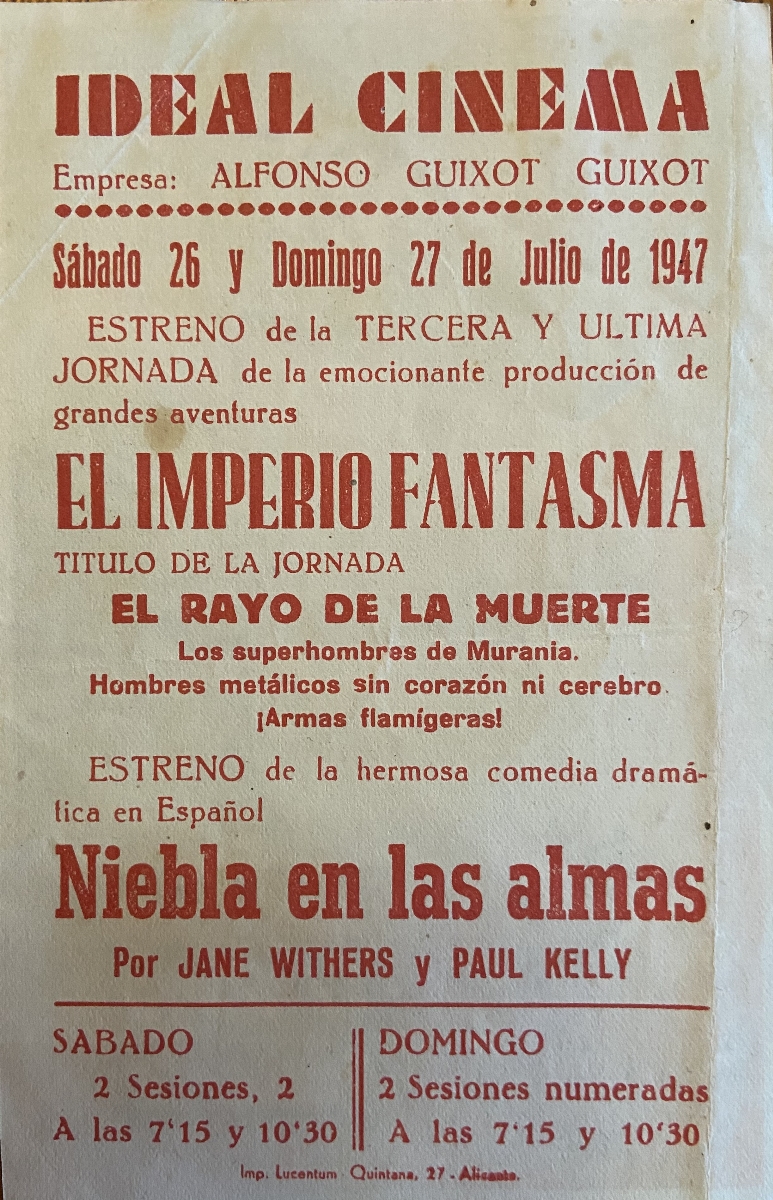 IDEAL CINEMA
Empresa: ALFONSO GUIXOT GUIXOT
Sábado 26 y Domingo 27 de Julio de 1947
ESTRENO de la TERCERA Y ULTIMA
JORNADA de la emocionante producción de
grandes aventuras
EL IMPERIO FANTASMA
TITULO DE LA JORNADA
EL RAYO DE LA MUERTE
Los superhombres de Murania.
Hombres metálicos sin corazón ni cerebro.
¡Armas flamígeras!
ESTRENO de la hermosa comedia dramá-
tica en Español
Niebla en las almas
Por JANE WITHERS y PAUL KELLY
SABADO
2 Sesiones, 2
A las 7'15 y 10'30
DOMINGO
2 Sesiones numeradas
A las 7'15 y 10'30
Imp. Lucentum - Quintana, 27 - Alicante.